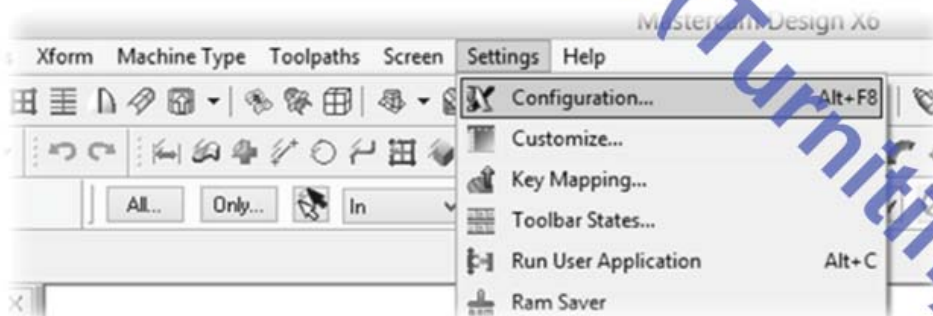 Mastercam Design X6
Xform Machine Type Toolpaths Screen Settings Help
Configuration... Alt+F8
Customize...
All... Only... In
Key Mapping...
Toolbar States...
Run User Application Alt+C
Ram Saver
(Turnitin